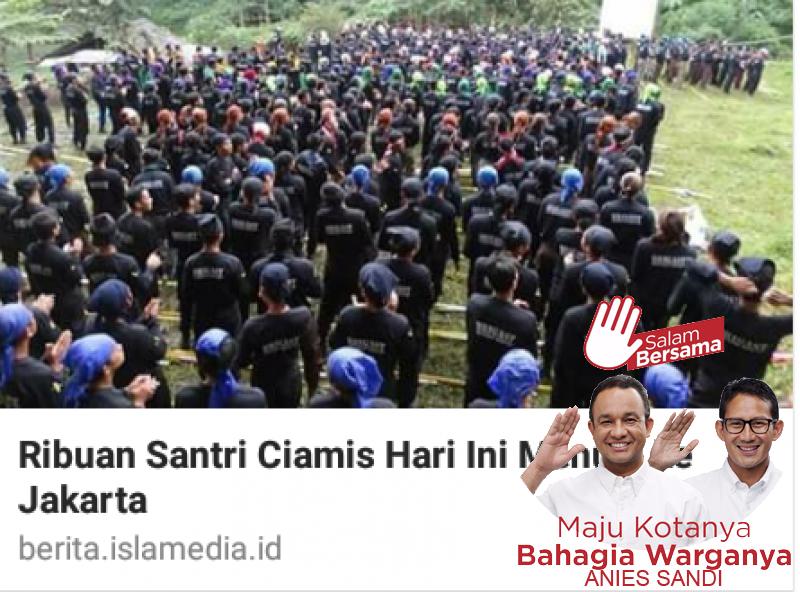 Salam
Bersama
Ribuan Santri Ciamis Hari Ini
Jakarta
berita.islamedia.id
Maju Kotanya
Bahagia Warganya
ANIES SANDI